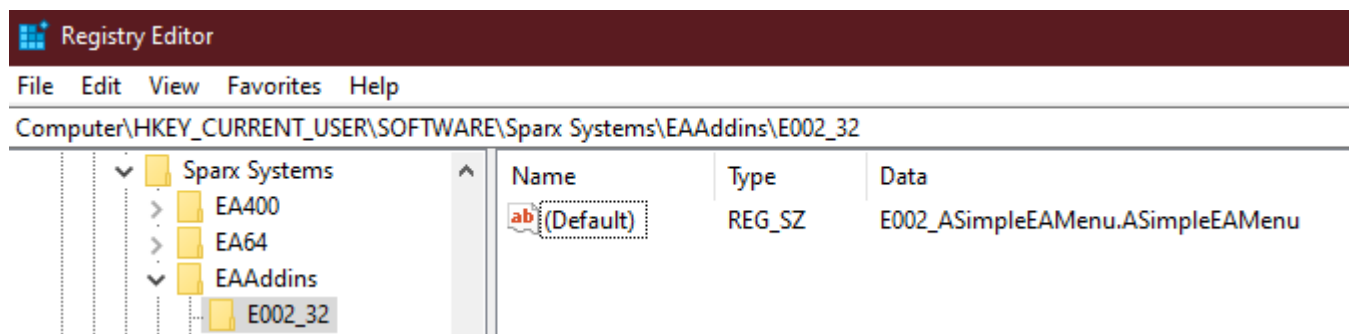 Registry Editor
File Edit View Favorites Help
Computer\HKEY_CURRENT_USER\SOFTWARE\Sparx Systems\EAAddins\E002_32
Sparx Systems
EA400
EA64
EAAddins
E002_32
Name Type Data
ab (Default) REG_SZ E002_ASimpleEAMenu.ASimpleEAMenu